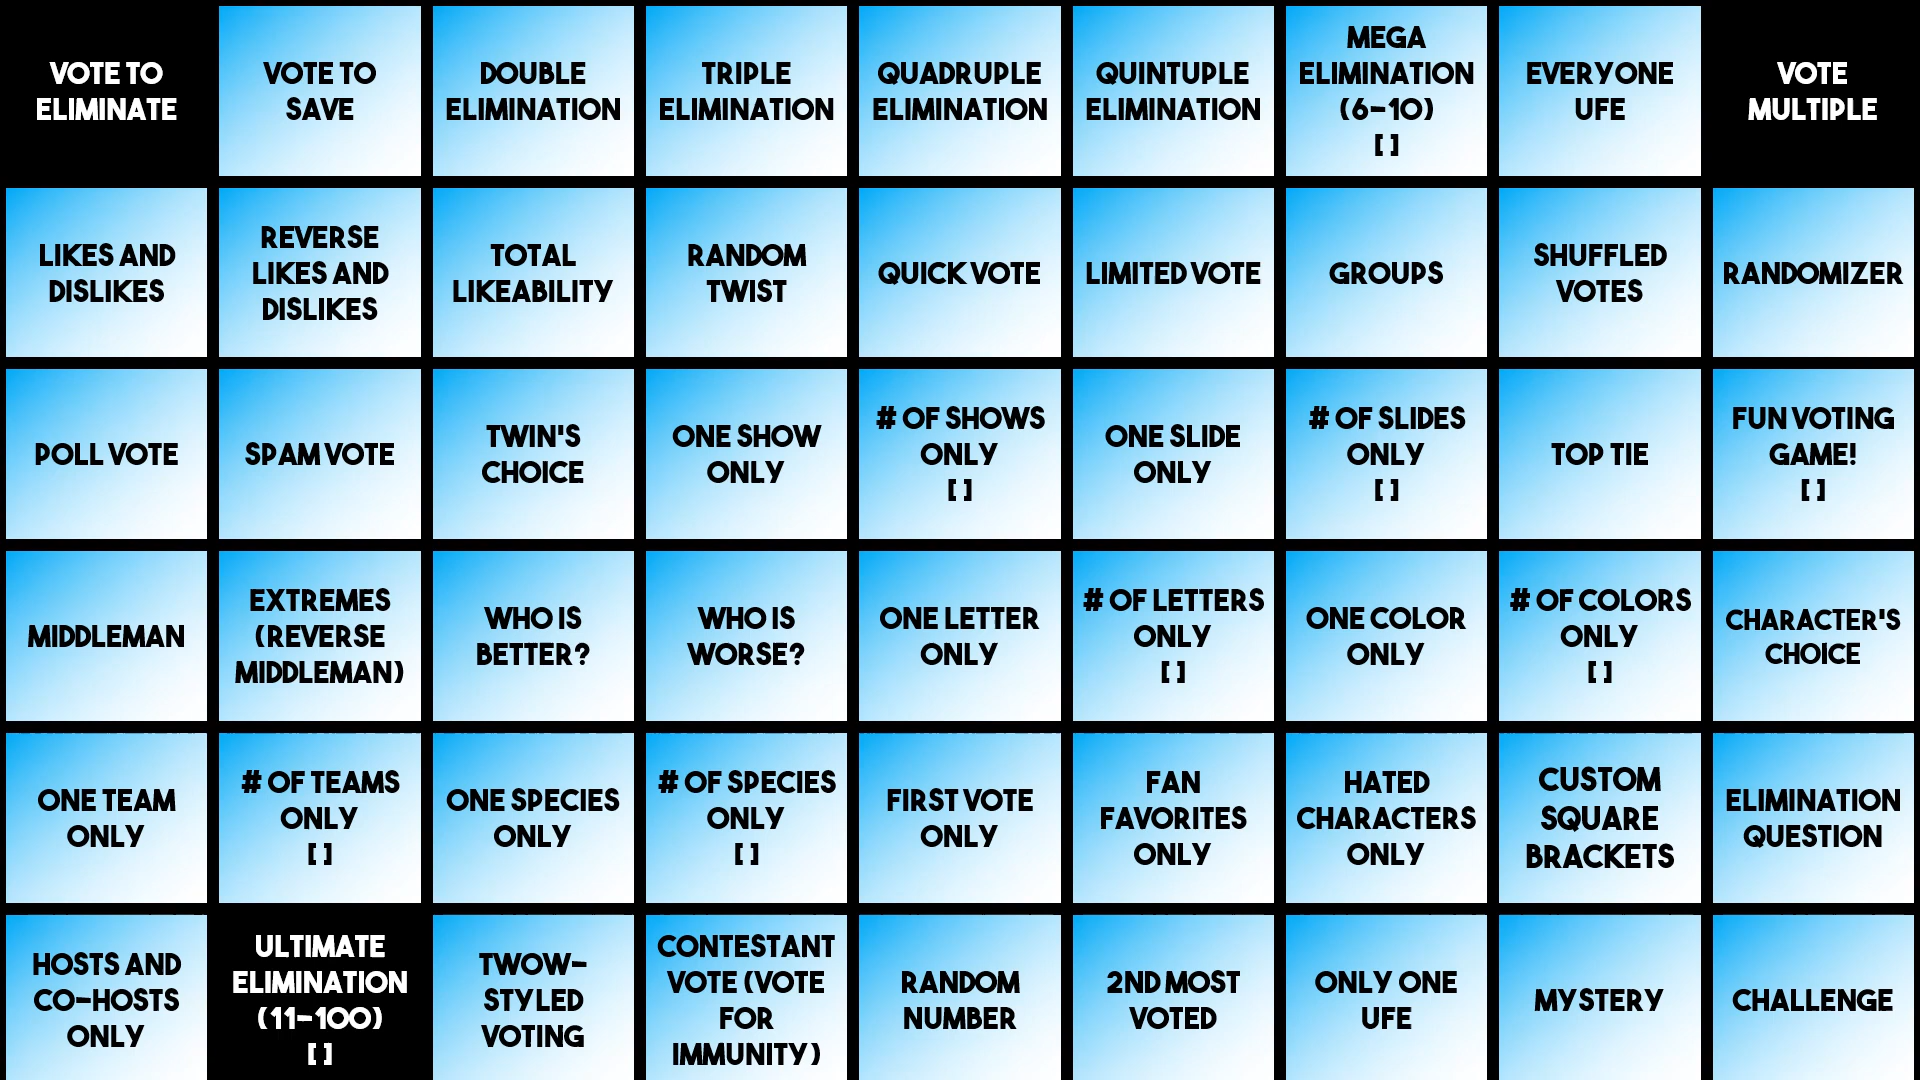 VOTE TO
ELIMINATE
VOTE TO
SAVE
DOUBLE
ELIMINATION
TRIPLE
ELIMINATION
QUADRUPLE
ELIMINATION
QUINTUPLE
ELIMINATION
MEGA
ELIMINATION
(6-10)
[ ]
EVERYONE
UFE
VOTE
MULTIPLE
LIKES AND
DISLIKES
REVERSE
LIKES AND
DISLIKES
TOTAL
LIKEABILITY
RANDOM
TWIST
QUICK VOTE
LIMITED VOTE
GROUPS
SHUFFLED
VOTES
RANDOMIZER
POLL VOTE
SPAM VOTE
TWIN'S
CHOICE
ONE SHOW
ONLY
# OF SHOWS
ONLY
[ ]
ONE SLIDE
ONLY
# OF SLIDES
ONLY
[ ]
TOP TIE
FUN VOTING
GAME!
[ ]
MIDDLEMAN
EXTREMES
(REVERSE
MIDDLEMAN)
WHO IS
BETTER?
WHO IS
WORSE?
ONE LETTER
ONLY
# OF LETTERS
ONLY
[ ]
ONE COLOR
ONLY
# OF COLORS
ONLY
[ ]
CHARACTER'S
CHOICE
ONE TEAM
ONLY
# OF TEAMS
ONLY
[ ]
ONE SPECIES
ONLY
# OF SPECIES
ONLY
[ ]
FIRST VOTE
ONLY
FAN
FAVORITES
ONLY
HATED
CHARACTERS
ONLY
CUSTOM
SQUARE
BRACKETS
ELIMINATION
QUESTION
HOSTS AND
CO-HOSTS
ONLY
ULTIMATE
ELIMINATION
(11-100)
[ ]
TWOW-
STYLED
VOTING
CONTESTANT
VOTE (VOTE
FOR
IMMUNITY)
RANDOM
NUMBER
2ND MOST
VOTED
ONLY ONE
UFE
MYSTERY
CHALLENGE